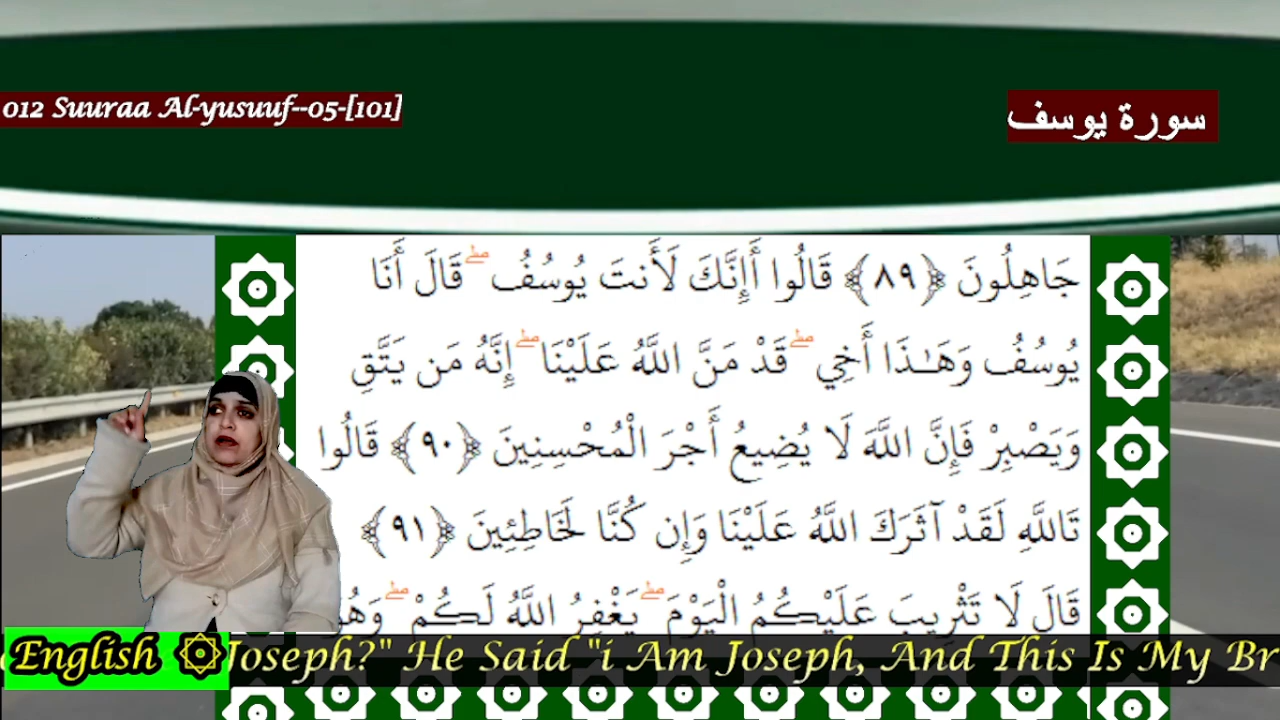 012 Suuraa Al-yusuuf--05-[101]
سورة يوسف
جَاهِلُونَ ﴿٨٩﴾ قَالُوا أَإِنَّكَ لَأَنتَ يُوسُفُ ۖ قَالَ أَنَا
يُوسُفُ وَهَـٰذَا أَخِي ۖ قَدْ مَنَّ اللَّهُ عَلَيْنَا ۖ إِنَّهُ مَن يَتَّقِ
وَيَصْبِرْ فَإِنَّ اللَّهَ لَا يُضِيعُ أَجْرَ الْمُحْسِنِينَ ﴿٩٠﴾ قَالُوا
تَاللَّهِ لَقَدْ آثَرَكَ اللَّهُ عَلَيْنَا وَإِن كُنَّا لَخَاطِئِينَ ﴿٩١﴾
قَالَ لَا تَثْرِيبَ عَلَيْكُمُ الْيَوْمَ ۖ يَغْفِرُ اللَّهُ لَكُمْ ۖ وَهُوَ
English Joseph?" He Said "i Am Joseph, And This Is My Br